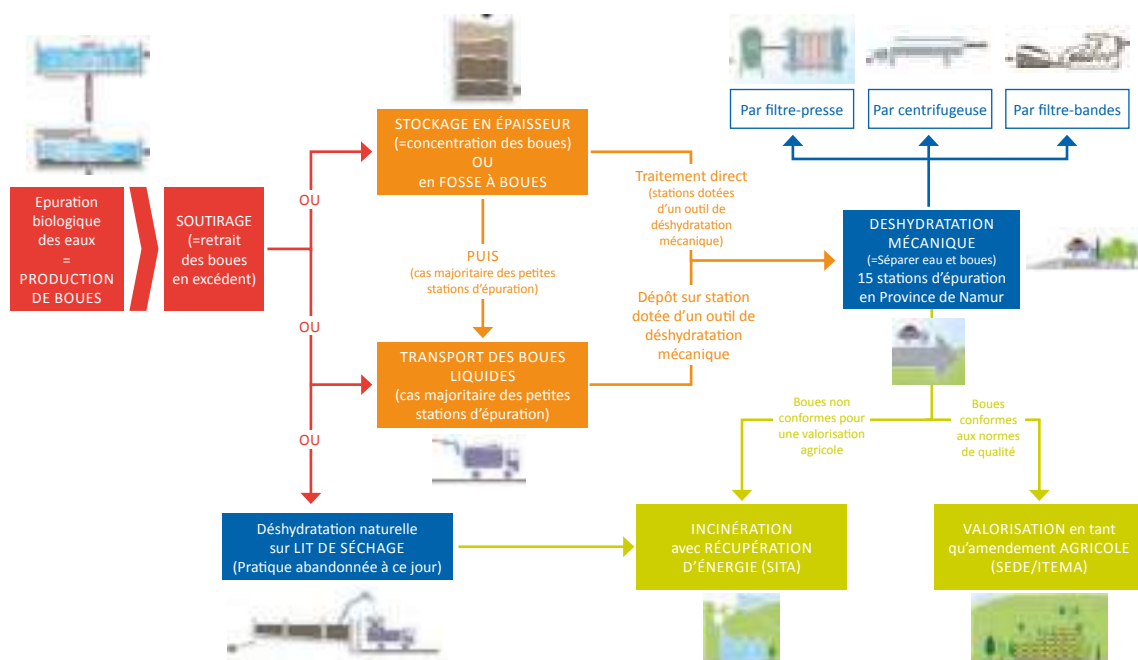 Par filtre-presse
Par centrifugeuse
Par filtre-bandes
STOCKAGE EN ÉPAISSEUR
(=concentration des boues)
OU
en FOSSE À BOUES
Epuration
biologique
des eaux
=
PRODUCTION
DE BOUES
SOUTIRAGE
(=retrait
des boues
en excédent)
OU
OU
OU
PUIS
(cas majoritaire des petites
stations d'épuration)
Traitement direct
(stations dotées
d'un outil de
déshydratation
mécanique)
Dépôt sur station
dotée d'un outil de
déshydratation
mécanique
DESHYDRATATION
MÉCANIQUE
(=Séparer eau et boues)
15 stations d'épuration
en Province de Namur
TRANSPORT DES BOUES
LIQUIDES
(cas majoritaire des petites
stations d'épuration)
Boues non
conformes pour
une valorisation
agricole
Boues
conformes
aux normes
de qualité
Déshydratation naturelle
sur LIT DE SÉCHAGE
(Pratique abandonnée à ce jour)
INCINÉRATION
avec RÉCUPÉRATION
D'ÉNERGIE (SITA)
VALORISATION en tant
qu'amendement AGRICOLE
(SEDE/ITEMA)